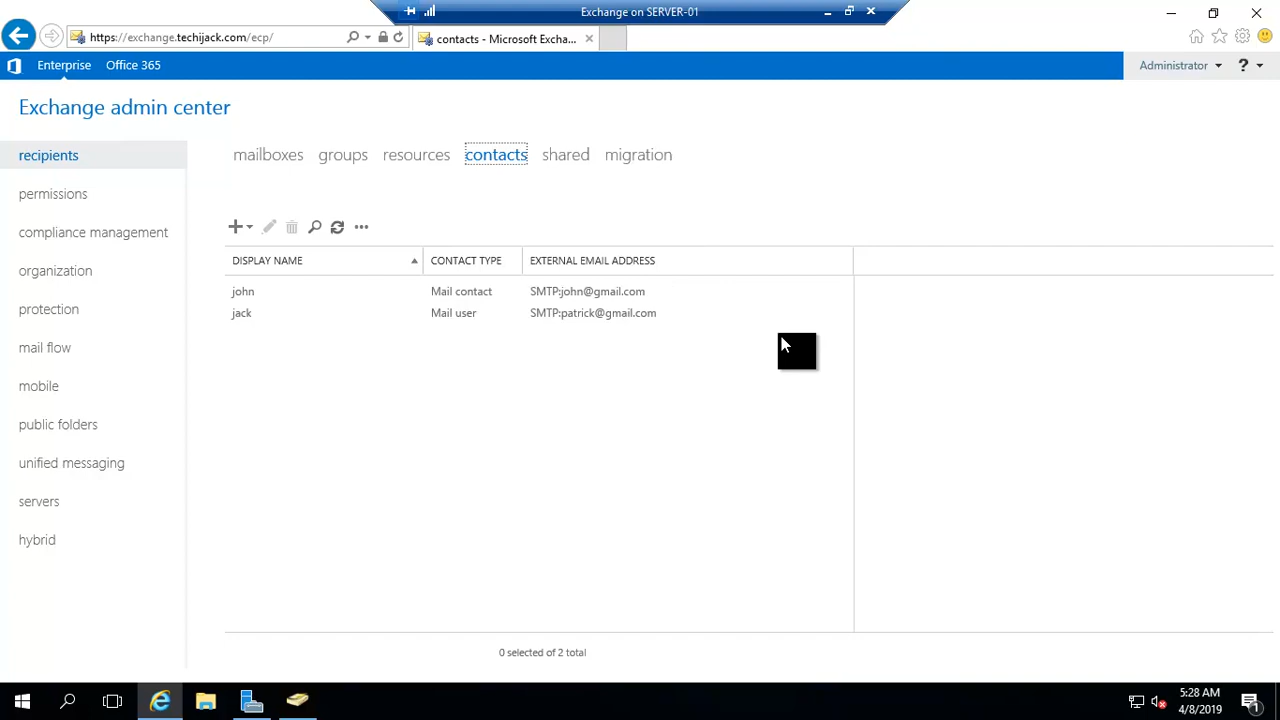 Exchange on SERVER-01
https://exchange.techijack.com/ecp/
contacts - Microsoft Excha...
Enterprise Office 365
Administrator ?
Exchange admin center
recipients
permissions
compliance management
organization
protection
mail flow
mobile
public folders
unified messaging
servers
hybrid
mailboxes groups resources contacts shared migration
DISPLAY NAME CONTACT TYPE EXTERNAL EMAIL ADDRESS
john Mail contact SMTP:john@gmail.com
jack Mail user SMTP:patrick@gmail.com
0 selected of 2 total
5:28 AM
4/8/2019
1